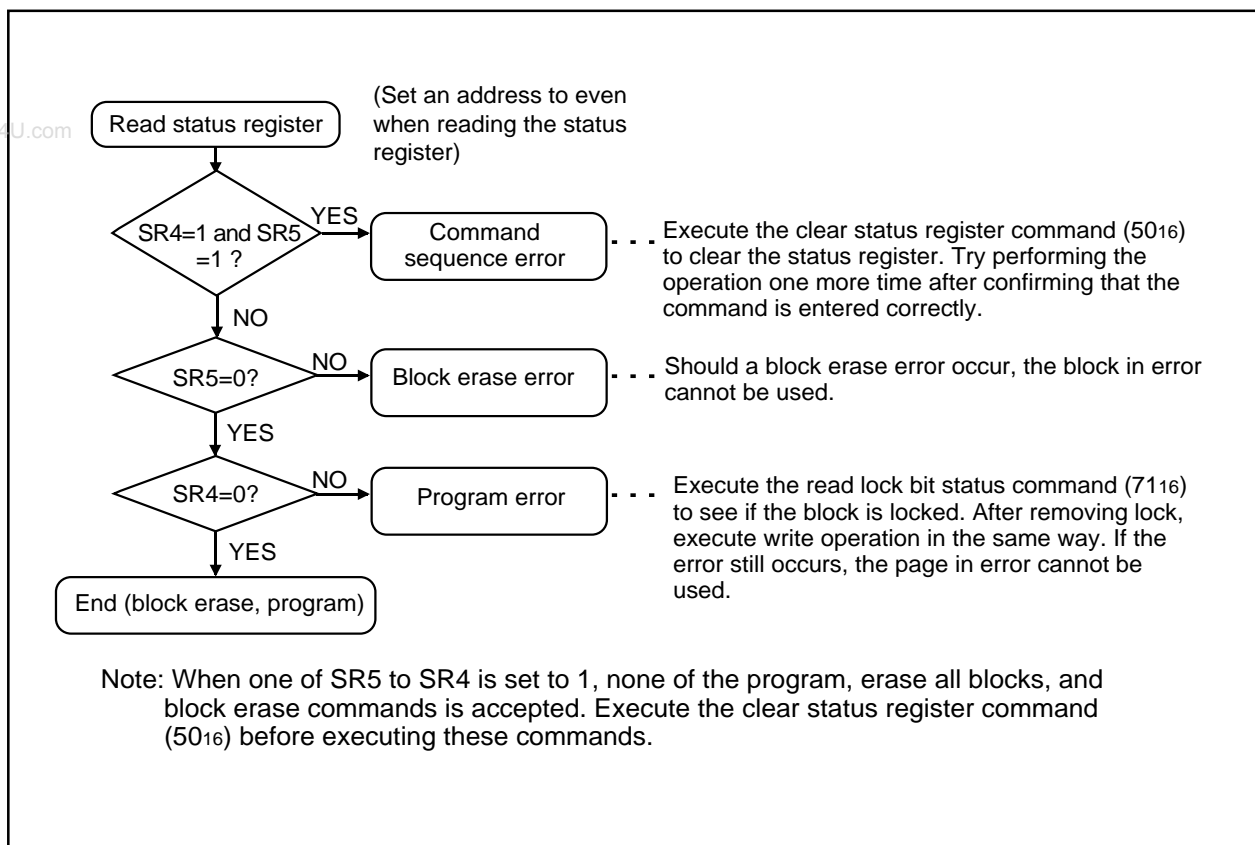 (Set an address to even
when reading the status
register)
4U.com
Read status register
SR4=1 and SR5
=1 ?
YES
Command
sequence error
Execute the clear status register command (5016)
to clear the status register. Try performing the
operation one more time after confirming that the
command is entered correctly.
NO
SR5=0?
NO
Block erase error
Should a block erase error occur, the block in error
cannot be used.
YES
SR4=0?
NO
Program error
Execute the read lock bit status command (7116)
to see if the block is locked. After removing lock,
execute write operation in the same way. If the
error still occurs, the page in error cannot be
used.
YES
End (block erase, program)
Note: When one of SR5 to SR4 is set to 1, none of the program, erase all blocks, and
block erase commands is accepted. Execute the clear status register command
(5016) before executing these commands.